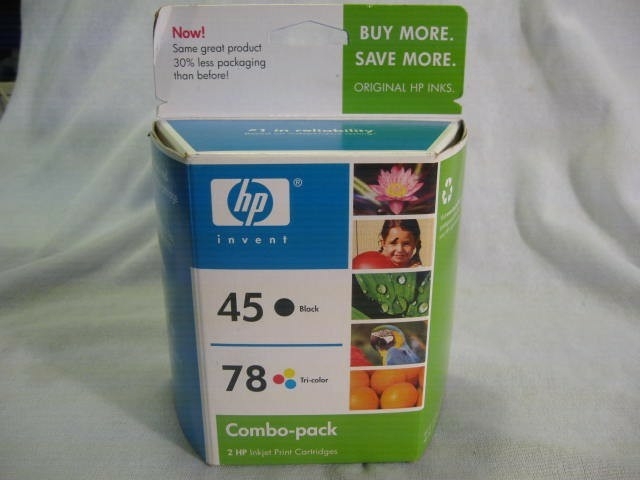 Now!
Same great product
30% less packaging
than before!
BUY MORE.
SAVE MORE.
ORIGINAL HP INKS.
#1 in reliability
hp ®
invent
45 Black
78 Tri-color
Combo-pack
2 HP Inkjet Print Cartridges